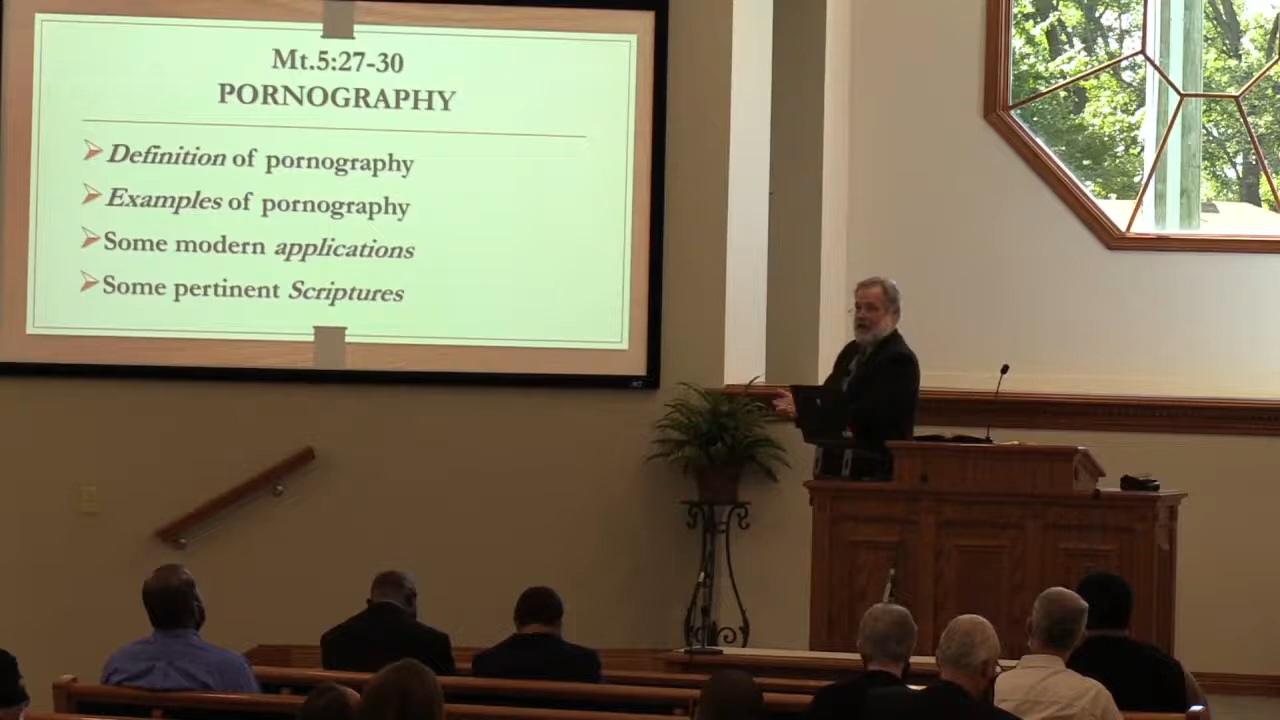 Mt.5:27-30
PORNOGRAPHY
Definition of pornography
Examples of pornography
Some modern applications
Some pertinent Scriptures